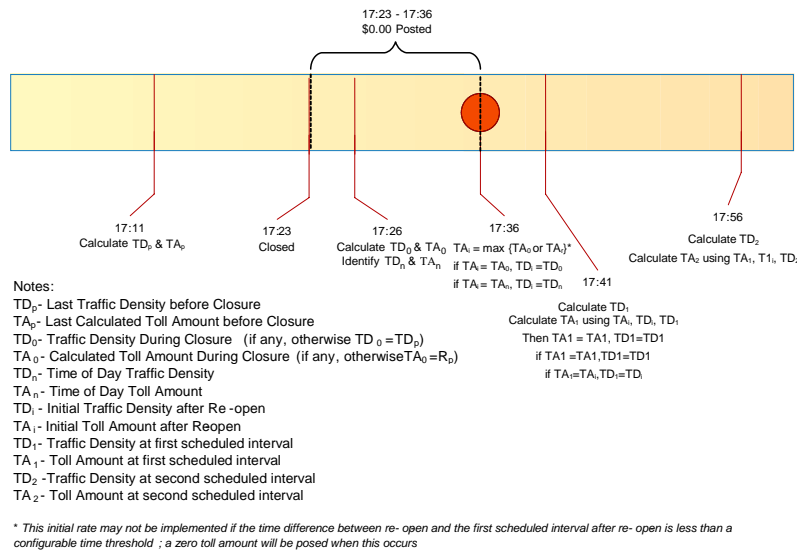 17:23 - 17:36
$0.00 Posted
17:11
Calculate TDp & TAp
17:23
Closed
17:26
Calculate TD0 & TA0
Identify TDn & TAn
17:36
TAi = max {TA0 or TAr}*
if TAi = TA0, TDi =TD0
if TAi = TAn, TDi =TDn
17:41
Calculate TD1
Calculate TA1 using TAi, TDi, TD1
Then TA1 = TA1, TD1=TD1
if TA1 =TA1,TD1=TD1
if TA1=TAi,TD1=TDi
17:56
Calculate TD2
Calculate TA2 using TA1, T1i, TD2
Notes:
TDp- Last Traffic Density before Closure
TAp- Last Calculated Toll Amount before Closure
TD0- Traffic Density During Closure (if any, otherwise TD 0 =TDp)
TA 0- Calculated Toll Amount During Closure (if any, otherwiseTA0 =Rp)
TDn- Time of Day Traffic Density
TA n- Time of Day Toll Amount
TD i - Initial Traffic Density after Re -open
TA i - Initial Toll Amount after Reopen
TD1- Traffic Density at first scheduled interval
TA 1- Toll Amount at first scheduled interval
TD 2 -Traffic Density at second scheduled interval
TA 2 - Toll Amount at second scheduled interval
* This initial rate may not be implemented if the time difference between re- open and the first scheduled interval after re- open is less than a
configurable time threshold ; a zero toll amount will be posed when this occurs